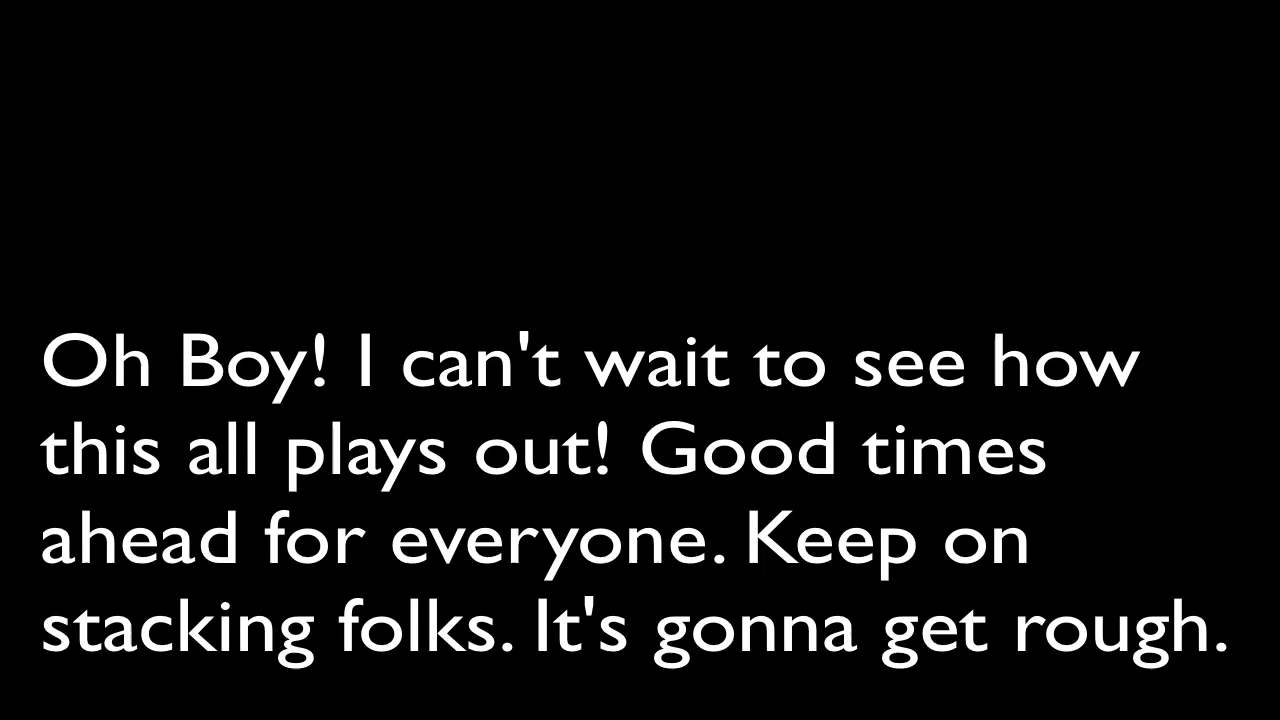 Oh Boy! I can't wait to see how
this all plays out! Good times
ahead for everyone. Keep on
stacking folks. It's gonna get rough.